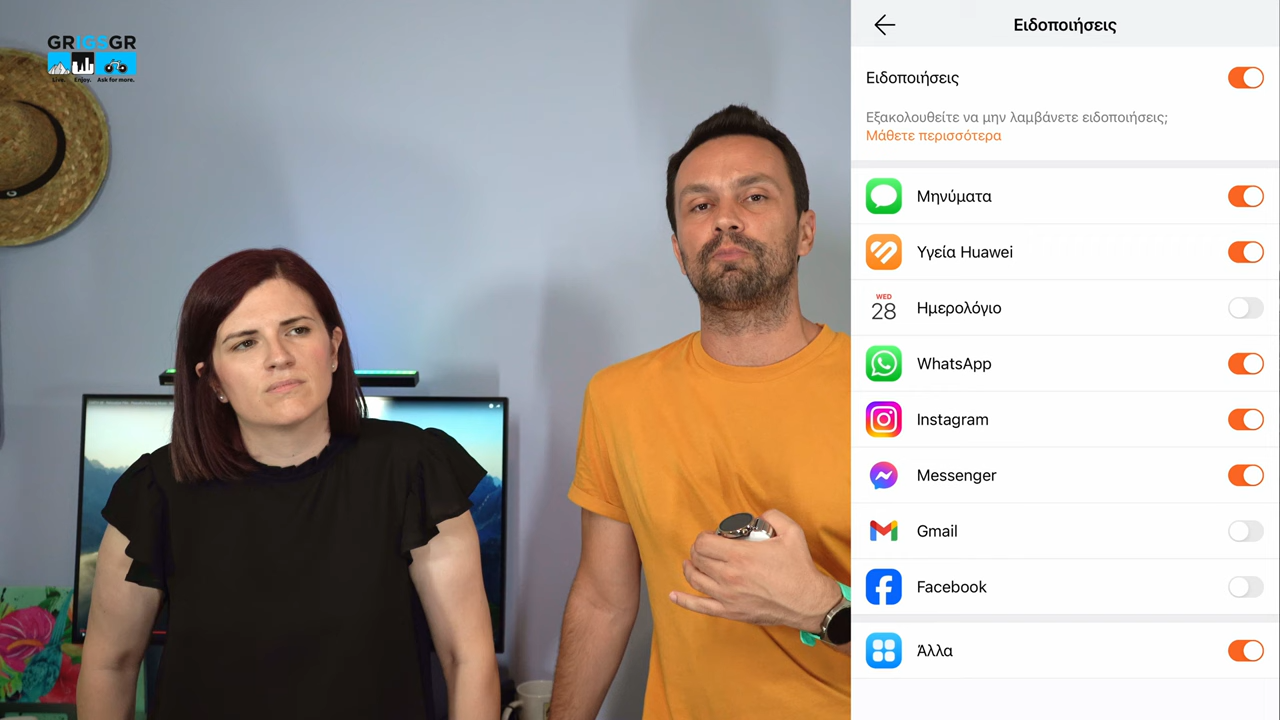 GRIGSGR
Live. Enjoy. Ask for more.
Ειδοποιήσεις
Ειδοποιήσεις
Εξακολουθείτε να μην λαμβάνετε ειδοποιήσεις;
Μάθετε περισσότερα
Μηνύματα
Υγεία Huawei
WED
28
Ημερολόγιο
WhatsApp
Instagram
Messenger
Gmail
Facebook
Άλλα